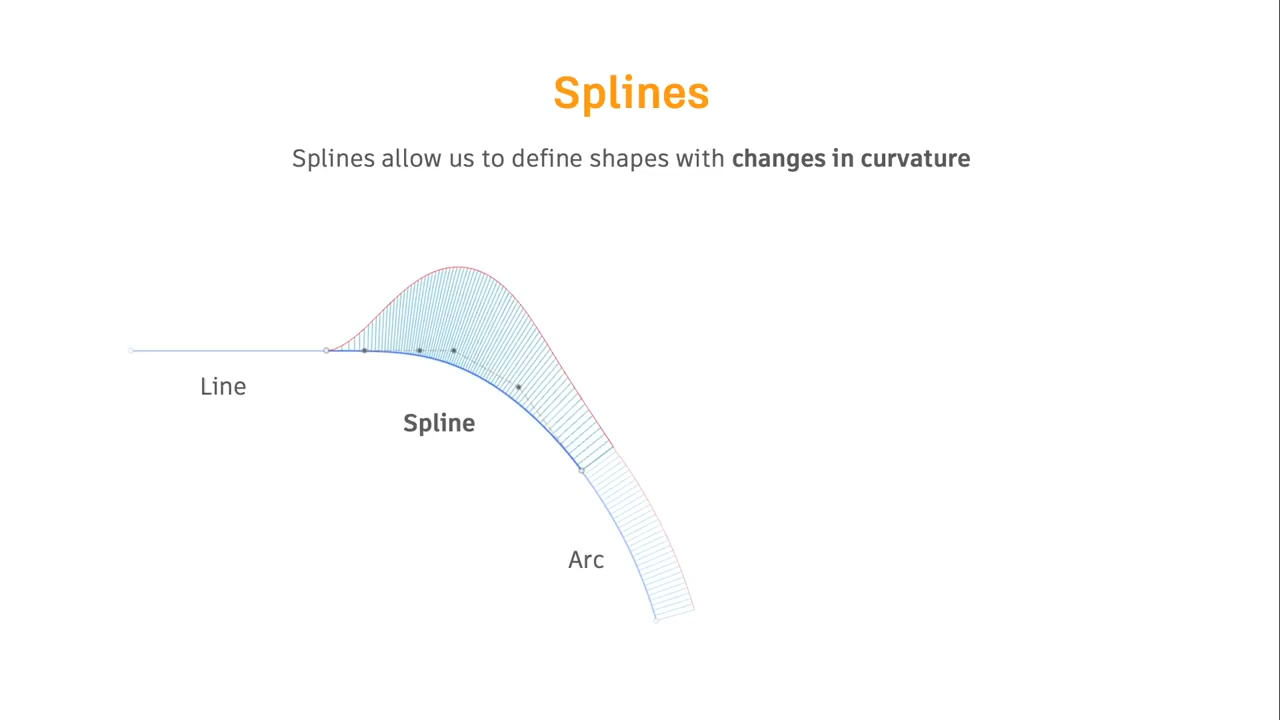 Splines
Splines allow us to define shapes with changes in curvature
Line
Spline
Arc